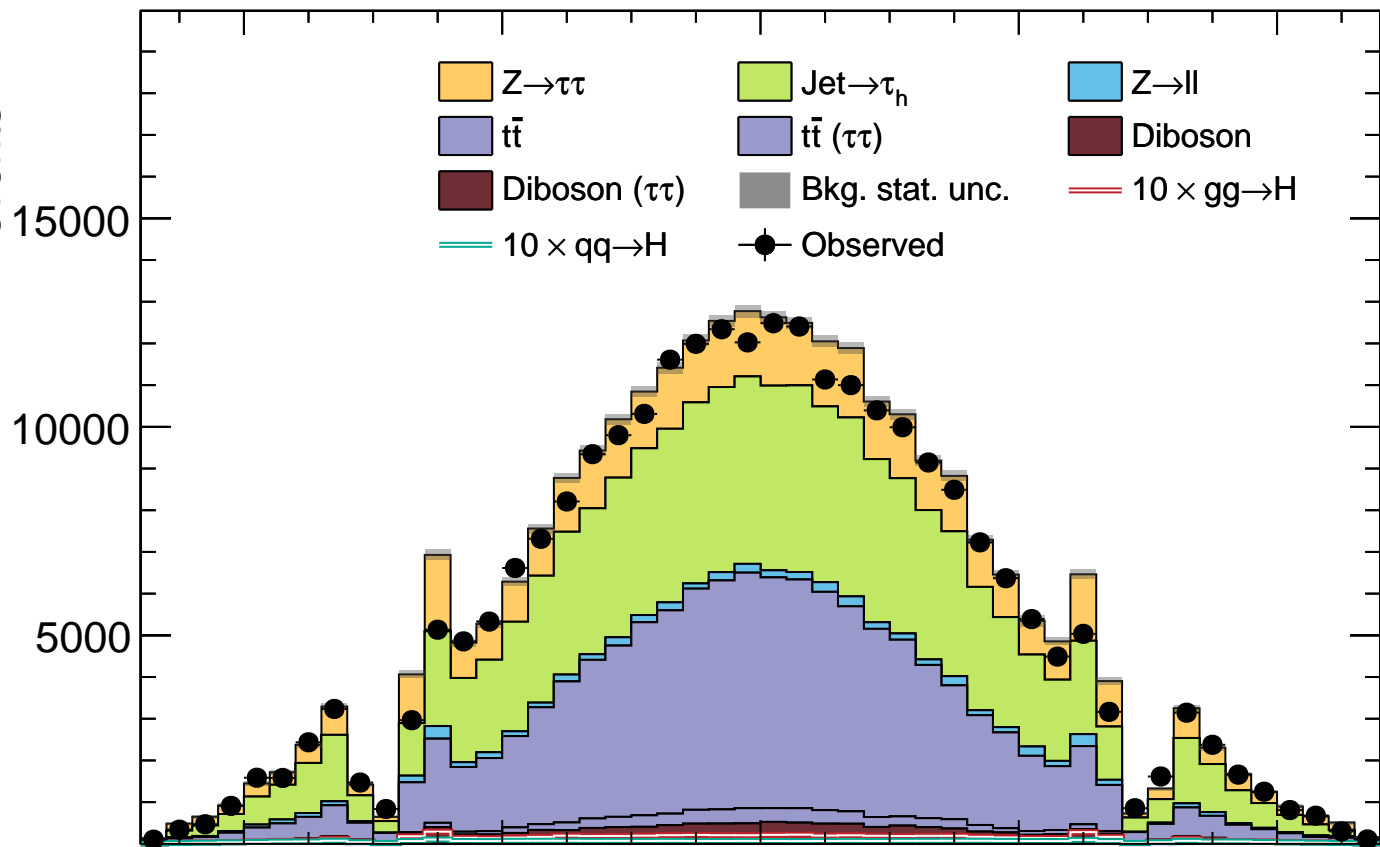 Z→ττ Jet→τh Z→ll
tt̄ tt̄ (ττ) Diboson
Diboson (ττ) Bkg. stat. unc. 10 × gg→H
10 × qq→H Observed
15000
10000
5000